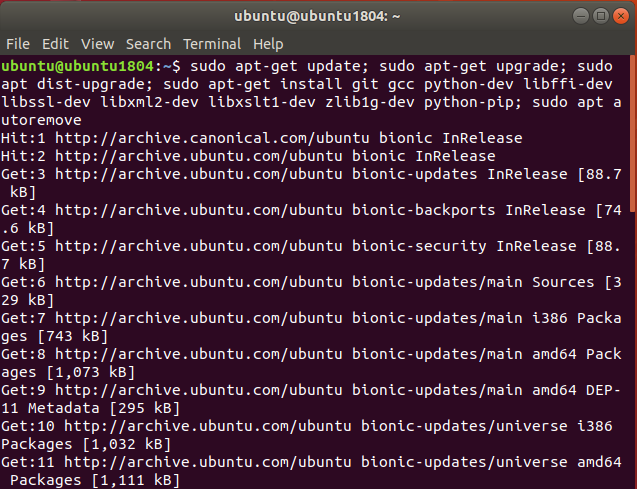 ubuntu@ubuntu1804: ~
File Edit View Search Terminal Help
ubuntu@ubuntu1804:~$ sudo apt-get update; sudo apt-get upgrade; sudo
apt dist-upgrade; sudo apt-get install git gcc python-dev libffi-dev
libssl-dev libxml2-dev libxslt1-dev zlib1g-dev python-pip; sudo apt a
utoremove
Hit:1 http://archive.canonical.com/ubuntu bionic InRelease
Hit:2 http://archive.ubuntu.com/ubuntu bionic InRelease
Get:3 http://archive.ubuntu.com/ubuntu bionic-updates InRelease [88.7
 kB]
Get:4 http://archive.ubuntu.com/ubuntu bionic-backports InRelease [74
.6 kB]
Get:5 http://archive.ubuntu.com/ubuntu bionic-security InRelease [88.
7 kB]
Get:6 http://archive.ubuntu.com/ubuntu bionic-updates/main Sources [3
29 kB]
Get:7 http://archive.ubuntu.com/ubuntu bionic-updates/main i386 Packa
ges [743 kB]
Get:8 http://archive.ubuntu.com/ubuntu bionic-updates/main amd64 Pack
ages [1,073 kB]
Get:9 http://archive.ubuntu.com/ubuntu bionic-updates/main amd64 DEP-
11 Metadata [295 kB]
Get:10 http://archive.ubuntu.com/ubuntu bionic-updates/universe i386
Packages [1,032 kB]
Get:11 http://archive.ubuntu.com/ubuntu bionic-updates/universe amd64
 Packages [1,111 kB]